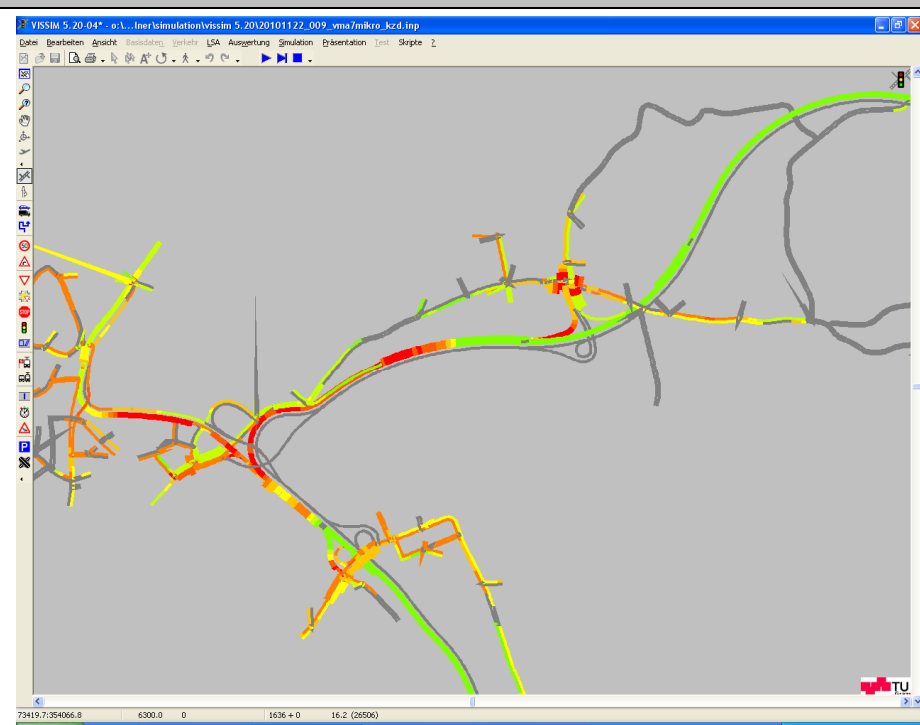 VISSIM 5.20-04* - o:\...lner\simulation\vissim 5.20\20101122_009_vma7mikro_kzd.inp
Datei Bearbeiten Ansicht Basisdaten Verkehr LSA Auswertung Simulation Präsentation Test Skripte ?
STOP
P
TU
73419.7:354066.8 6300.0 0 1636 + 0 16.2 (26506)